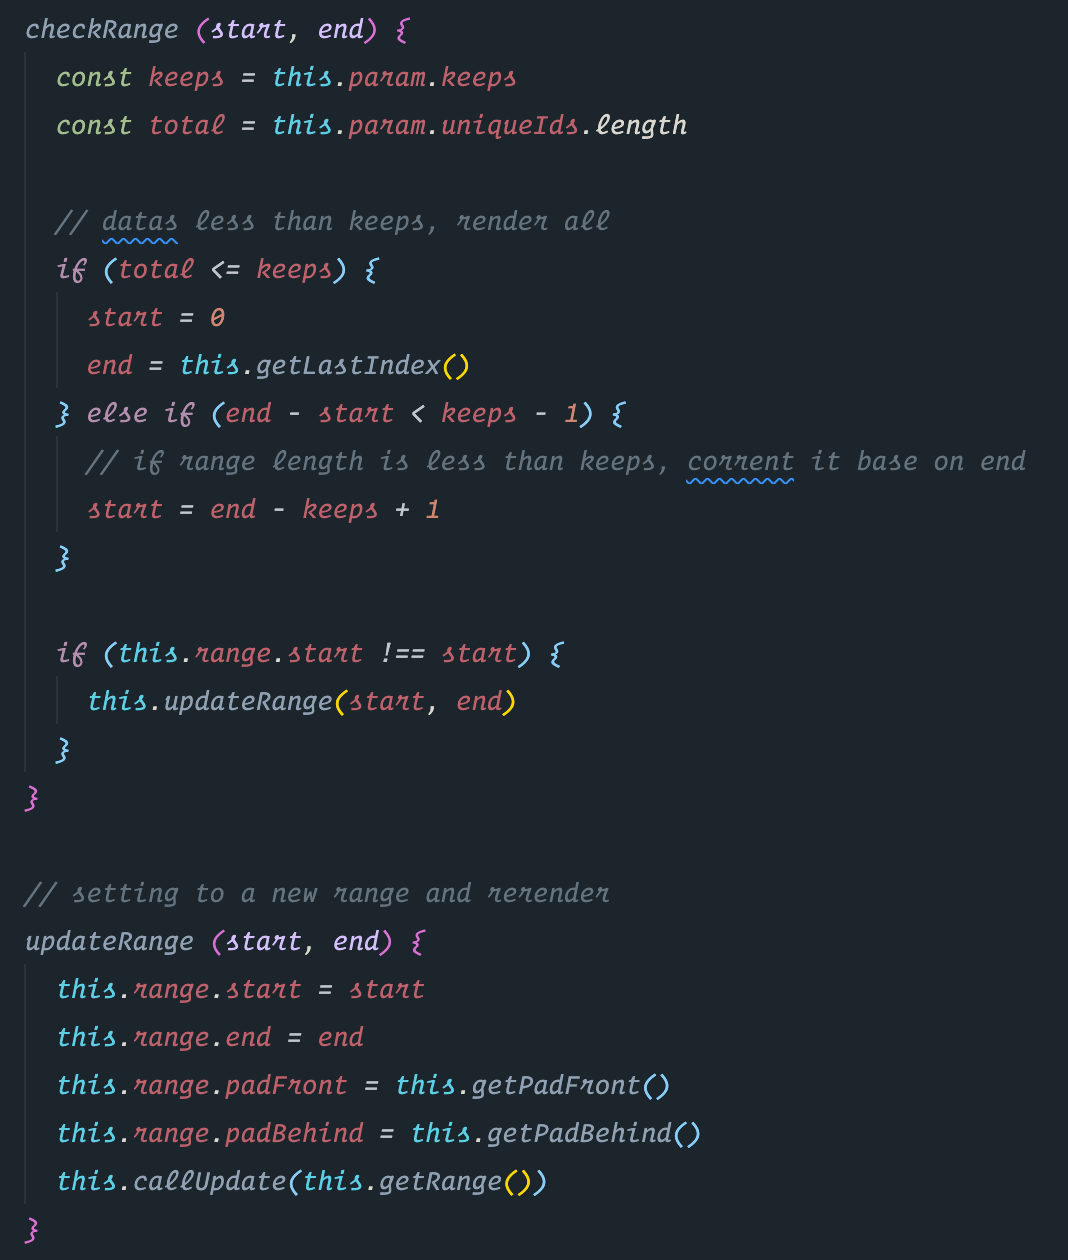 checkRange (start, end) {
const keeps = this.param.keeps
const total = this.param.uniqueIds.length
// datas less than keeps, render all
if (total <= keeps) {
start = 0
end = this.getLastIndex()
} else if (end - start < keeps - 1) {
// if range length is less than keeps, corrent it base on end
start = end - keeps + 1
}
if (this.range.start !== start) {
this.updateRange(start, end)
}
}
// setting to a new range and rerender
updateRange (start, end) {
this.range.start = start
this.range.end = end
this.range.padFront = this.getPadFront()
this.range.padBehind = this.getPadBehind()
this.callUpdate(this.getRange())
}